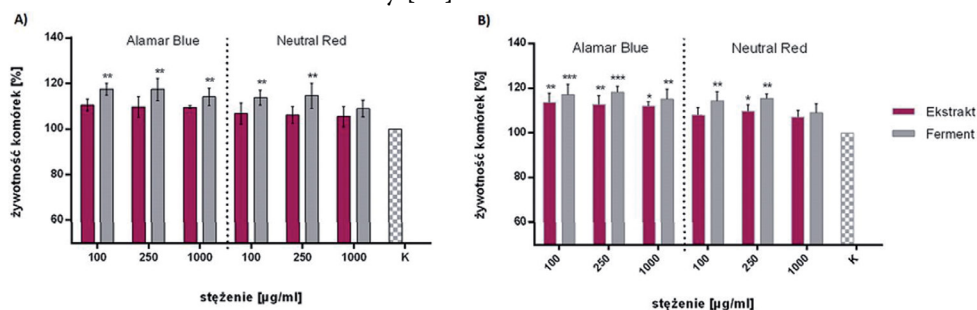 A)
Alamar Blue Neutral Red
żywotność komórek [%]
140
120
100
80
60
** ** ** ** **
100 250 1000 100 250 1000 K
stężenie [µg/ml]
B)
Alamar Blue Neutral Red
żywotność komórek [%]
140
120
100
80
60
** *** ** *** * ** ** * **
100 250 1000 100 250 1000 K
stężenie [µg/ml]
Ekstrakt
Ferment